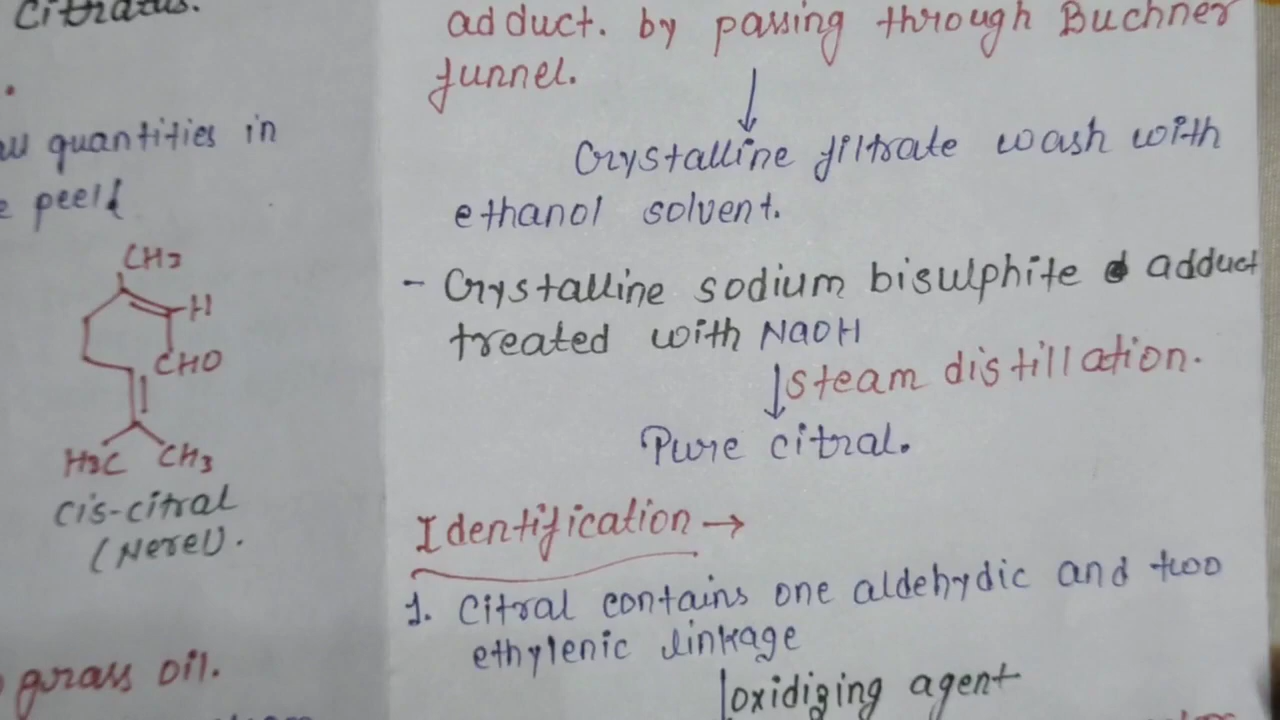 Citratus.
quantities in
peel
CH3
H
CHO
H3C CH3
cis-citral
(Nerel).
grass oil.
adduct. by passing through Buchner
funnel.
Crystalline filtrate wash with
ethanol solvent.
- Crystalline sodium bisulphite adduct
treated with NaOH
steam distillation.
Pure citral.
Identification →
1. Citral contains one aldehydic and two
ethylenic linkage
oxidizing agent